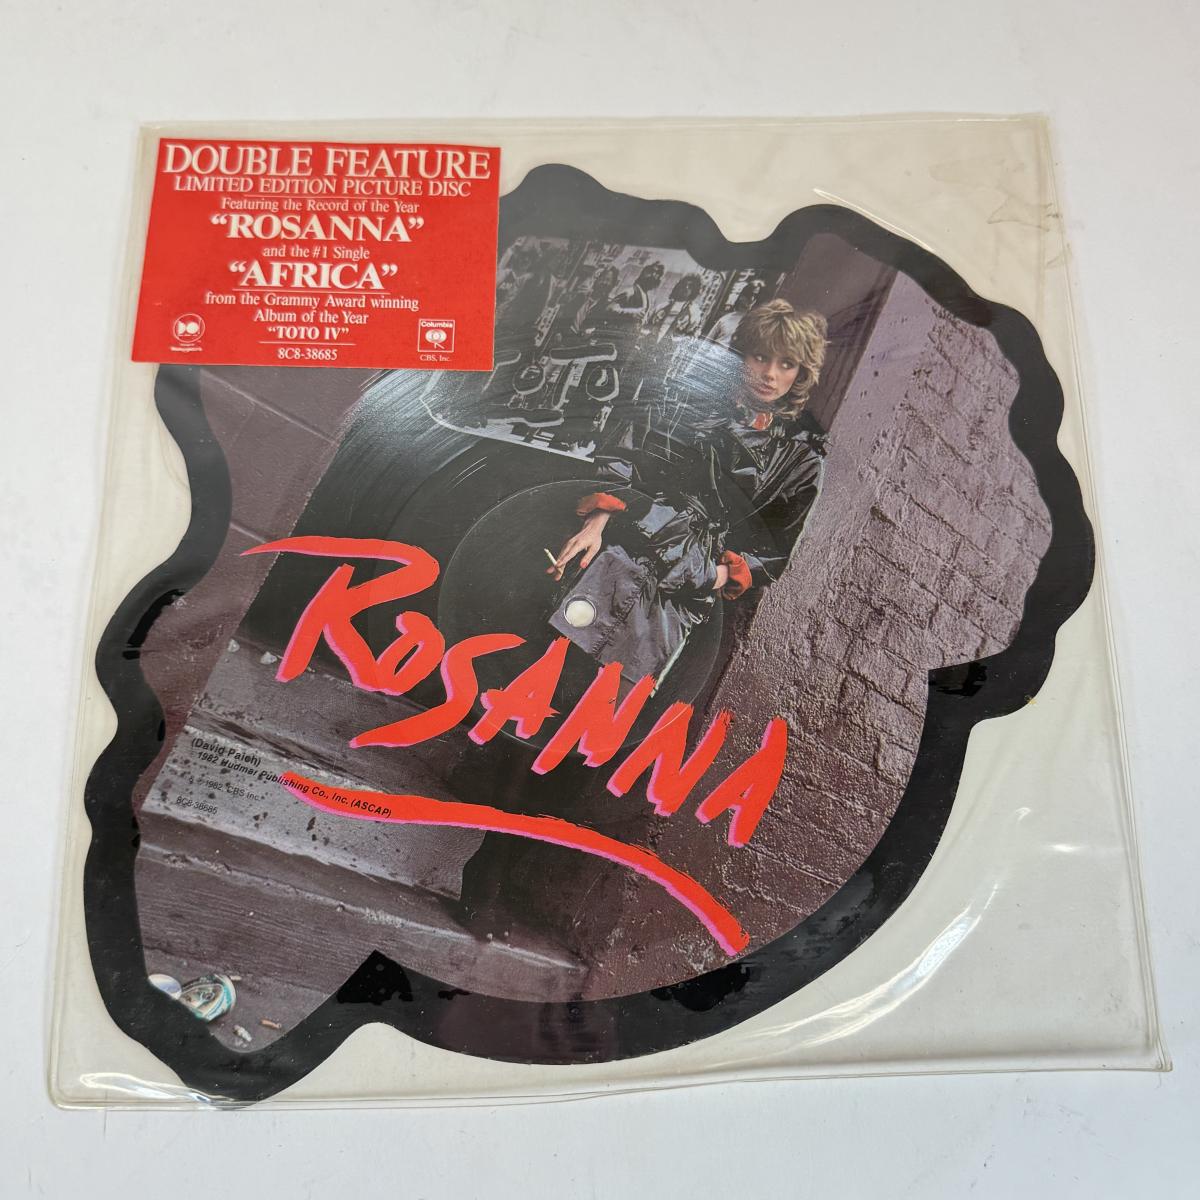 DOUBLE FEATURE
LIMITED EDITION PICTURE DISC
Featuring the Record of the Year
“ROSANNA”
and the #1 Single
“AFRICA”
from the Grammy Award winning
Album of the Year
“TOTO IV”
8C8-38685
Columbia
CBS, Inc.
ROSANNA
(David Paich)
1982 Hudmar Publishing Co., Inc. (ASCAP)
℗ 1982 CBS Inc.
8C8-38685